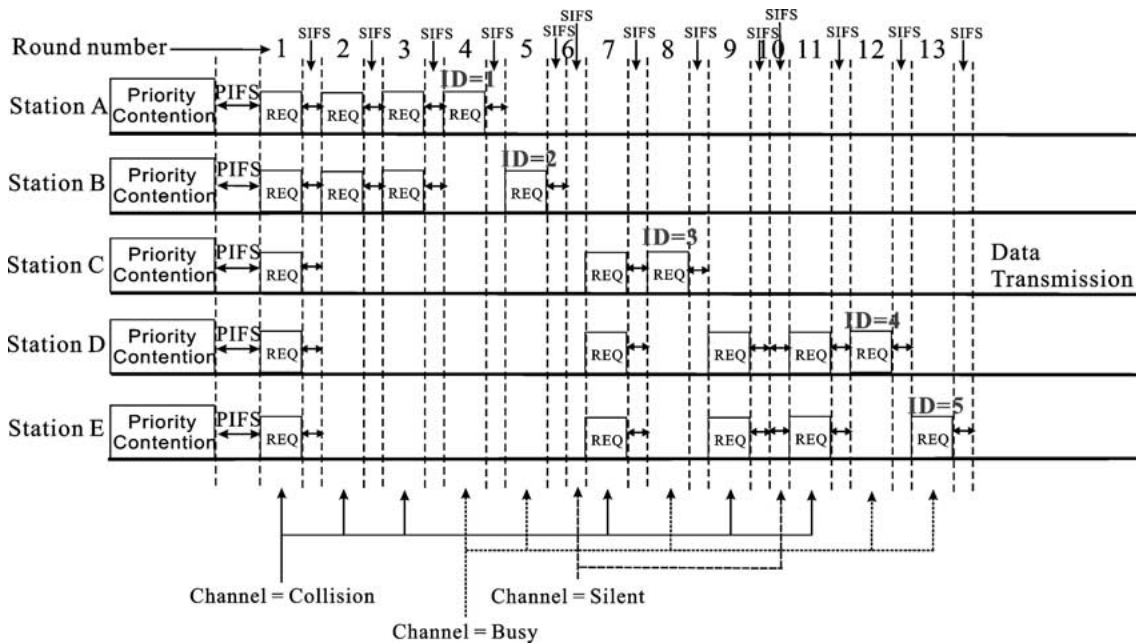 SIFS SIFS
SIFS SIFS SIFS SIFS SIFS SIFS SIFS SIFS SIFS SIFS SIFS
Round number 1 2 3 4 5 6 7 8 9 10 11 12 13
ID=1
Station A Priority Contention PIFS REQ REQ REQ REQ
ID=2
Station B Priority Contention PIFS REQ REQ REQ REQ
ID=3
Station C Priority Contention PIFS REQ REQ REQ
Data
Transmission
ID=4
Station D Priority Contention PIFS REQ REQ REQ REQ REQ
ID=5
Station E Priority Contention PIFS REQ REQ REQ REQ REQ
Channel = Collision
Channel = Silent
Channel = Busy